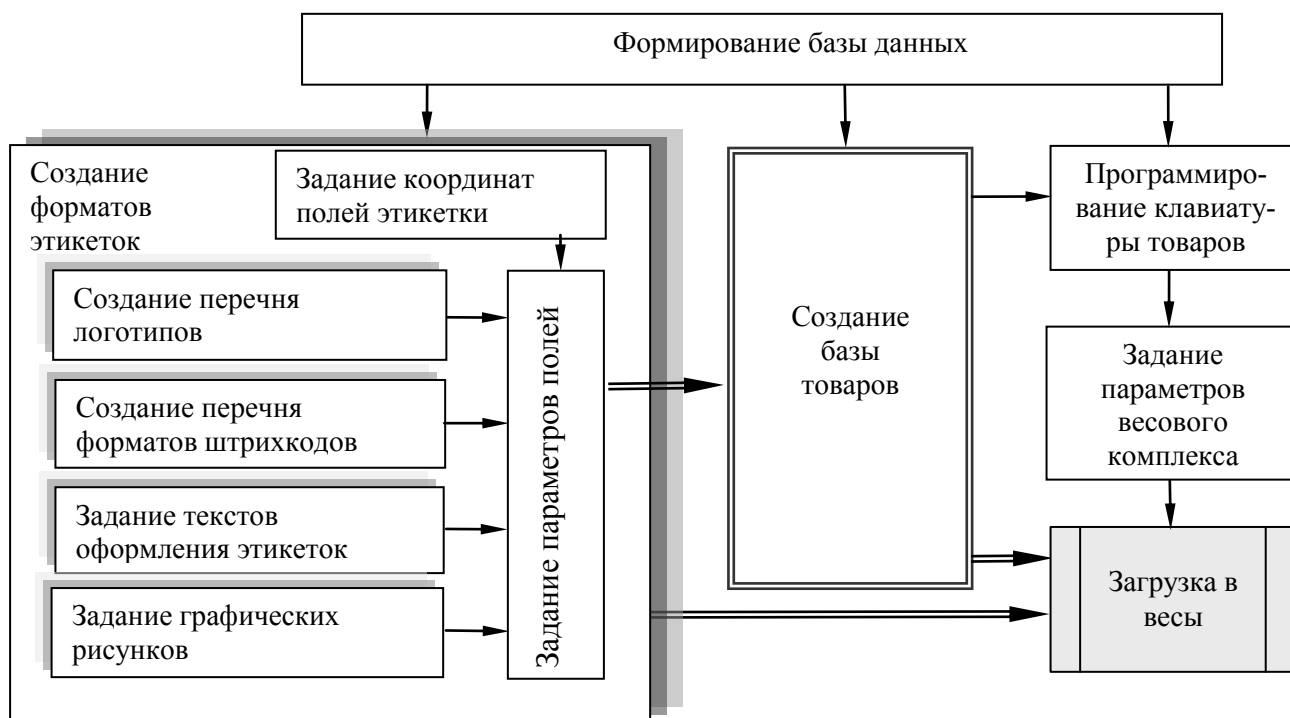 Формирование базы данных
Создание
форматов
этикеток
Задание координат
полей этикетки
Создание перечня
логотипов
Создание перечня
форматов штрихкодов
Задание текстов
оформления этикеток
Задание графических
рисунков
Задание параметров полей
Создание
базы
товаров
Программиро-
вание клавиату-
ры товаров
Задание
параметров
весового
комплекса
Загрузка в
весы